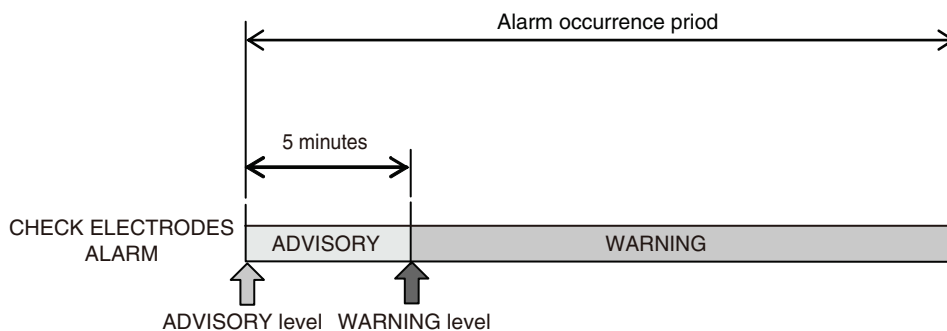 Alarm occurrence priod
5 minutes
CHECK ELECTRODES
ALARM
ADVISORY
WARNING
ADVISORY level
WARNING level